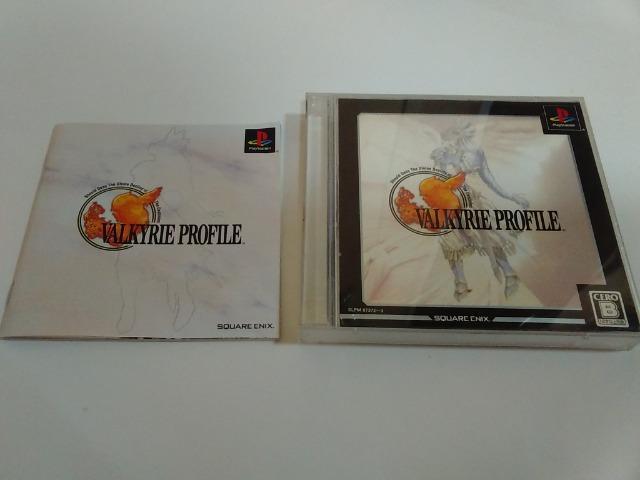 PlayStation
VALKYRIE PROFILE
SQUARE ENIX
PlayStation
VALKYRIE PROFILE
SQUARE ENIX
CERO
B